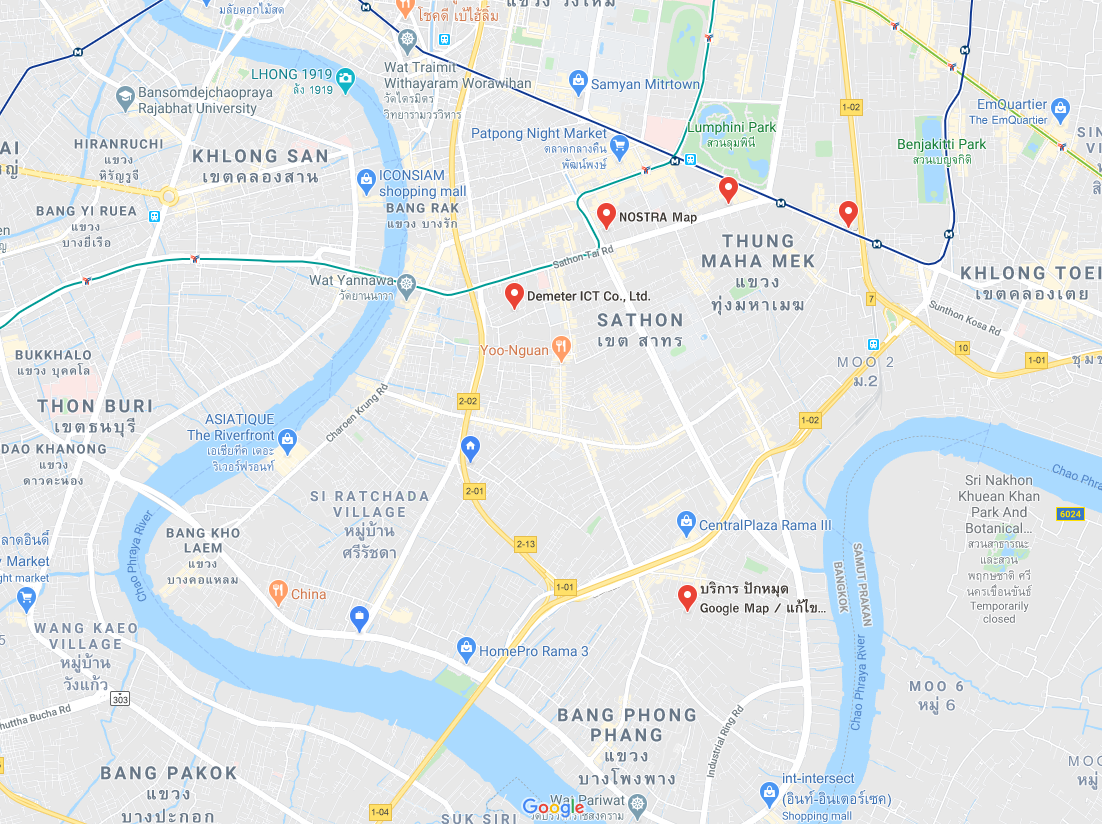 มาลัยดอกไม้สด
โชคดี เป้ไฮ้ลิ้ม
แขวง วังใหม่
Wat Traimit
Withayaram Worawihan
วัดไตรมิตร
วิทยารามวรวิหาร
LHONG 1919
ล้ง 1919
Bansomdejchaopraya
Rajabhat University
Samyan Mitrtown
1-02
EmQuartier
The EmQuartier
Patpong Night Market
ตลาดกลางคืน
พัฒน์พงษ์
Lumphini Park
สวนลุมพินี
Benjakitti Park
สวนเบญจกิติ
HIRANRUCHI
แขวง
หิรัญรูจี
KHLONG SAN
เขตคลองสาน
ICONSIAM
shopping mall
BANG RAK
แขวง บางรัก
BANG YI RUEA
แขวง
บางยี่เรือ
NOSTRA Map
Sathon Tai Rd
THUNG
MAHA MEK
แขวง
ทุ่งมหาเมฆ
KHLONG TOEI
เขตคลองเตย
Wat Yannawa
วัดยานนาวา
Demeter ICT Co., Ltd.
SATHON
เขต สาทร
7
Sunthon Kosa Rd
Yoo-Nguan
10
1-01
MOO 2
ม.2
BUKKHALO
แขวง บุคคโล
THON BURI
เขตธนบุรี
Charoen Krung Rd
2-02
1-02
ASIATIQUE
The Riverfront
เอเชียทีค เดอะ
ริเวอร์ฟรอนท์
DAO KHANONG
แขวง
ดาวคะนอง
2-01
SI RATCHADA
VILLAGE
หมู่บ้าน
ศรีรัชดา
Sri Nakhon
Khuean Khan
Park And
Botanical...
สวนสาธารณะ
และสวน
พฤกษชาติ ศรี
นครเขื่อนขันธ์
Temporarily
closed
6024
Chao Phraya River
BANG KHO
LAEM
แขวง
บางคอแหลม
CentralPlaza Rama III
2-13
SAMUT PRAKAN
BANGKOK
1-01
บริการ ปักหมุด
Google Map / แก้ไข...
China
WANG KAEO
VILLAGE
หมู่บ้าน
วังแก้ว
HomePro Rama 3
Chao Phraya River
MOO 6
หมู่ 6
303
BANG PHONG
PHANG
แขวง
บางโพงพาง
Industrial Ring Rd
BANG PAKOK
แขวง
บางปะกอก
int-intersect
(อินท์-อินเตอร์เซค)
Shopping mall
Google
Wat Pariwat
1-04
SUK SIRI